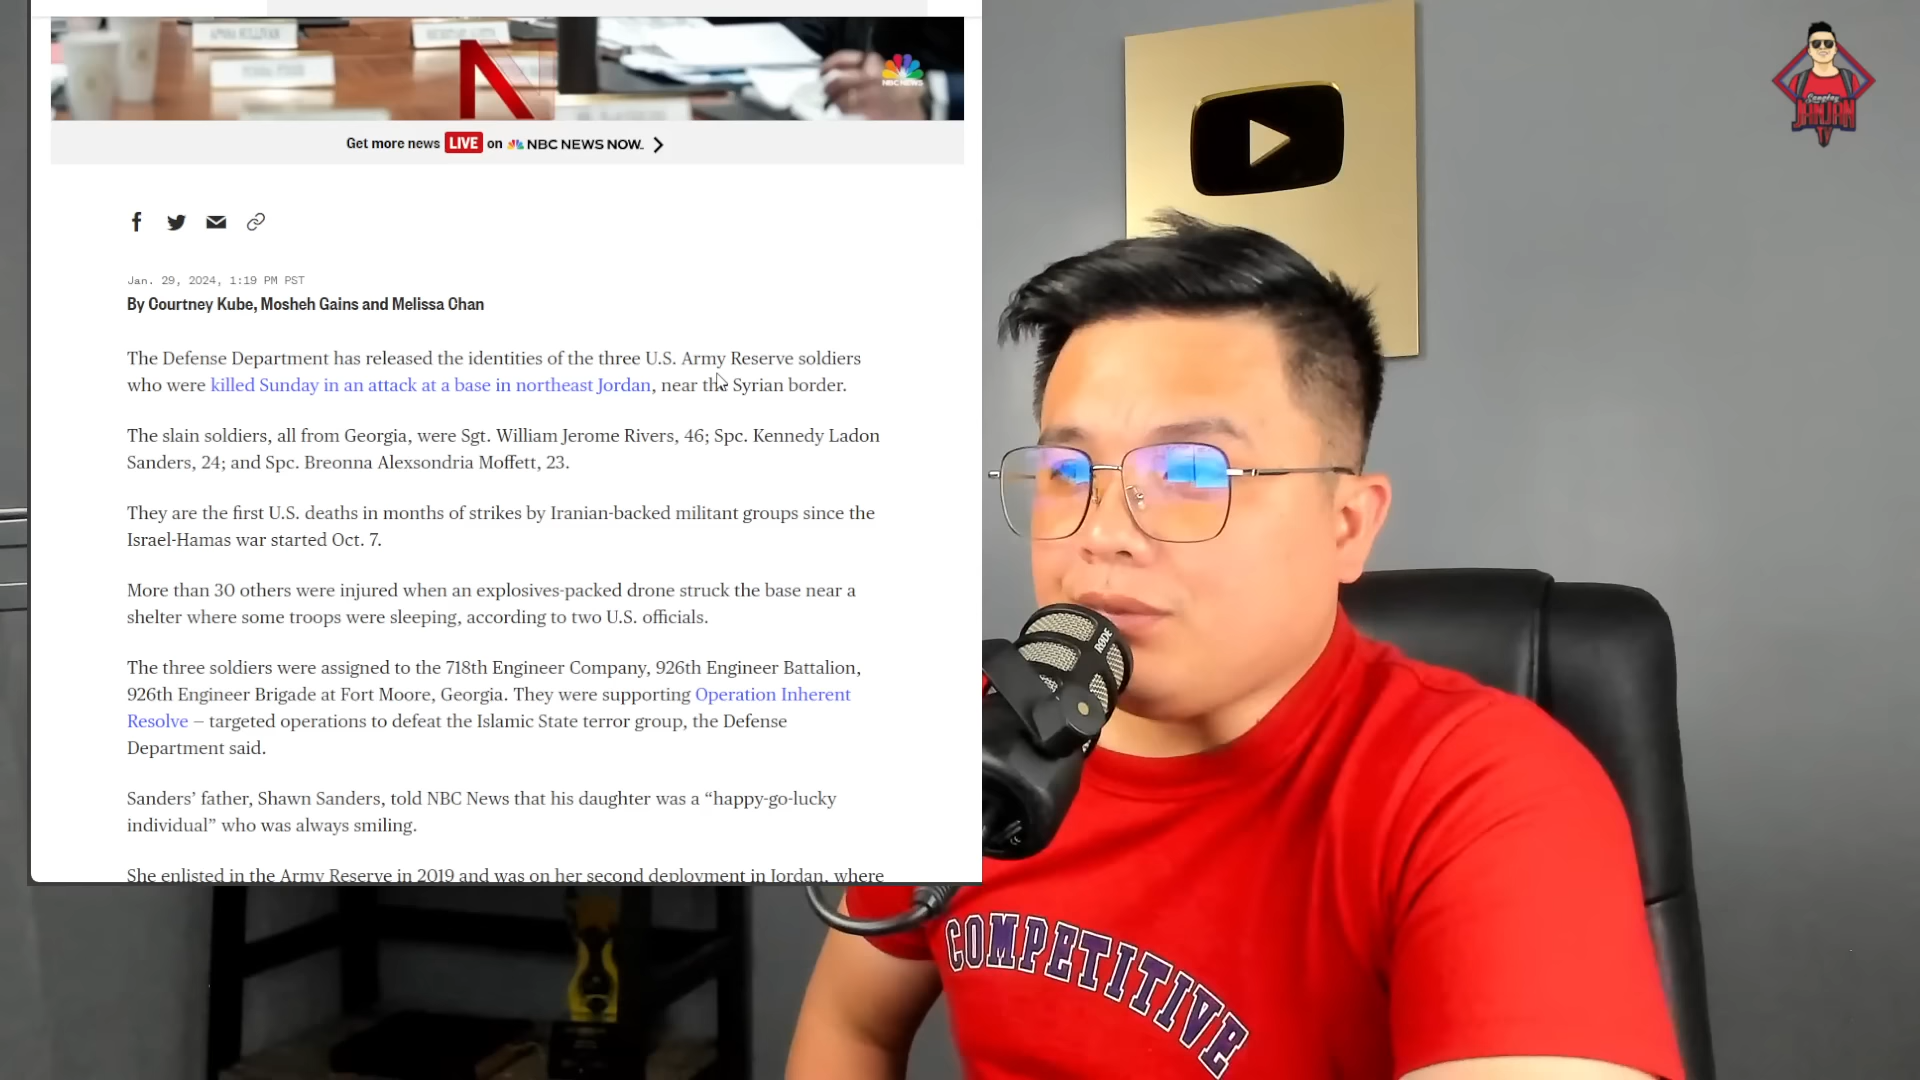 NBC NEWS
Get more news LIVE on NBC NEWS NOW.
Jan. 29, 2024, 1:19 PM PST
By Courtney Kube, Mosheh Gains and Melissa Chan
The Defense Department has released the identities of the three U.S. Army Reserve soldiers
who were killed Sunday in an attack at a base in northeast Jordan, near the Syrian border.
The slain soldiers, all from Georgia, were Sgt. William Jerome Rivers, 46; Spc. Kennedy Ladon
Sanders, 24; and Spc. Breonna Alexsondria Moffett, 23.
They are the first U.S. deaths in months of strikes by Iranian-backed militant groups since the
Israel-Hamas war started Oct. 7.
More than 30 others were injured when an explosives-packed drone struck the base near a
shelter where some troops were sleeping, according to two U.S. officials.
The three soldiers were assigned to the 718th Engineer Company, 926th Engineer Battalion,
926th Engineer Brigade at Fort Moore, Georgia. They were supporting Operation Inherent
Resolve – targeted operations to defeat the Islamic State terror group, the Defense
Department said.
Sanders’ father, Shawn Sanders, told NBC News that his daughter was a “happy-go-lucky
individual” who was always smiling.
She enlisted in the Army Reserve in 2019 and was on her second deployment in Jordan, where
RØDE
COMPETITIVE
JANJAN
TV